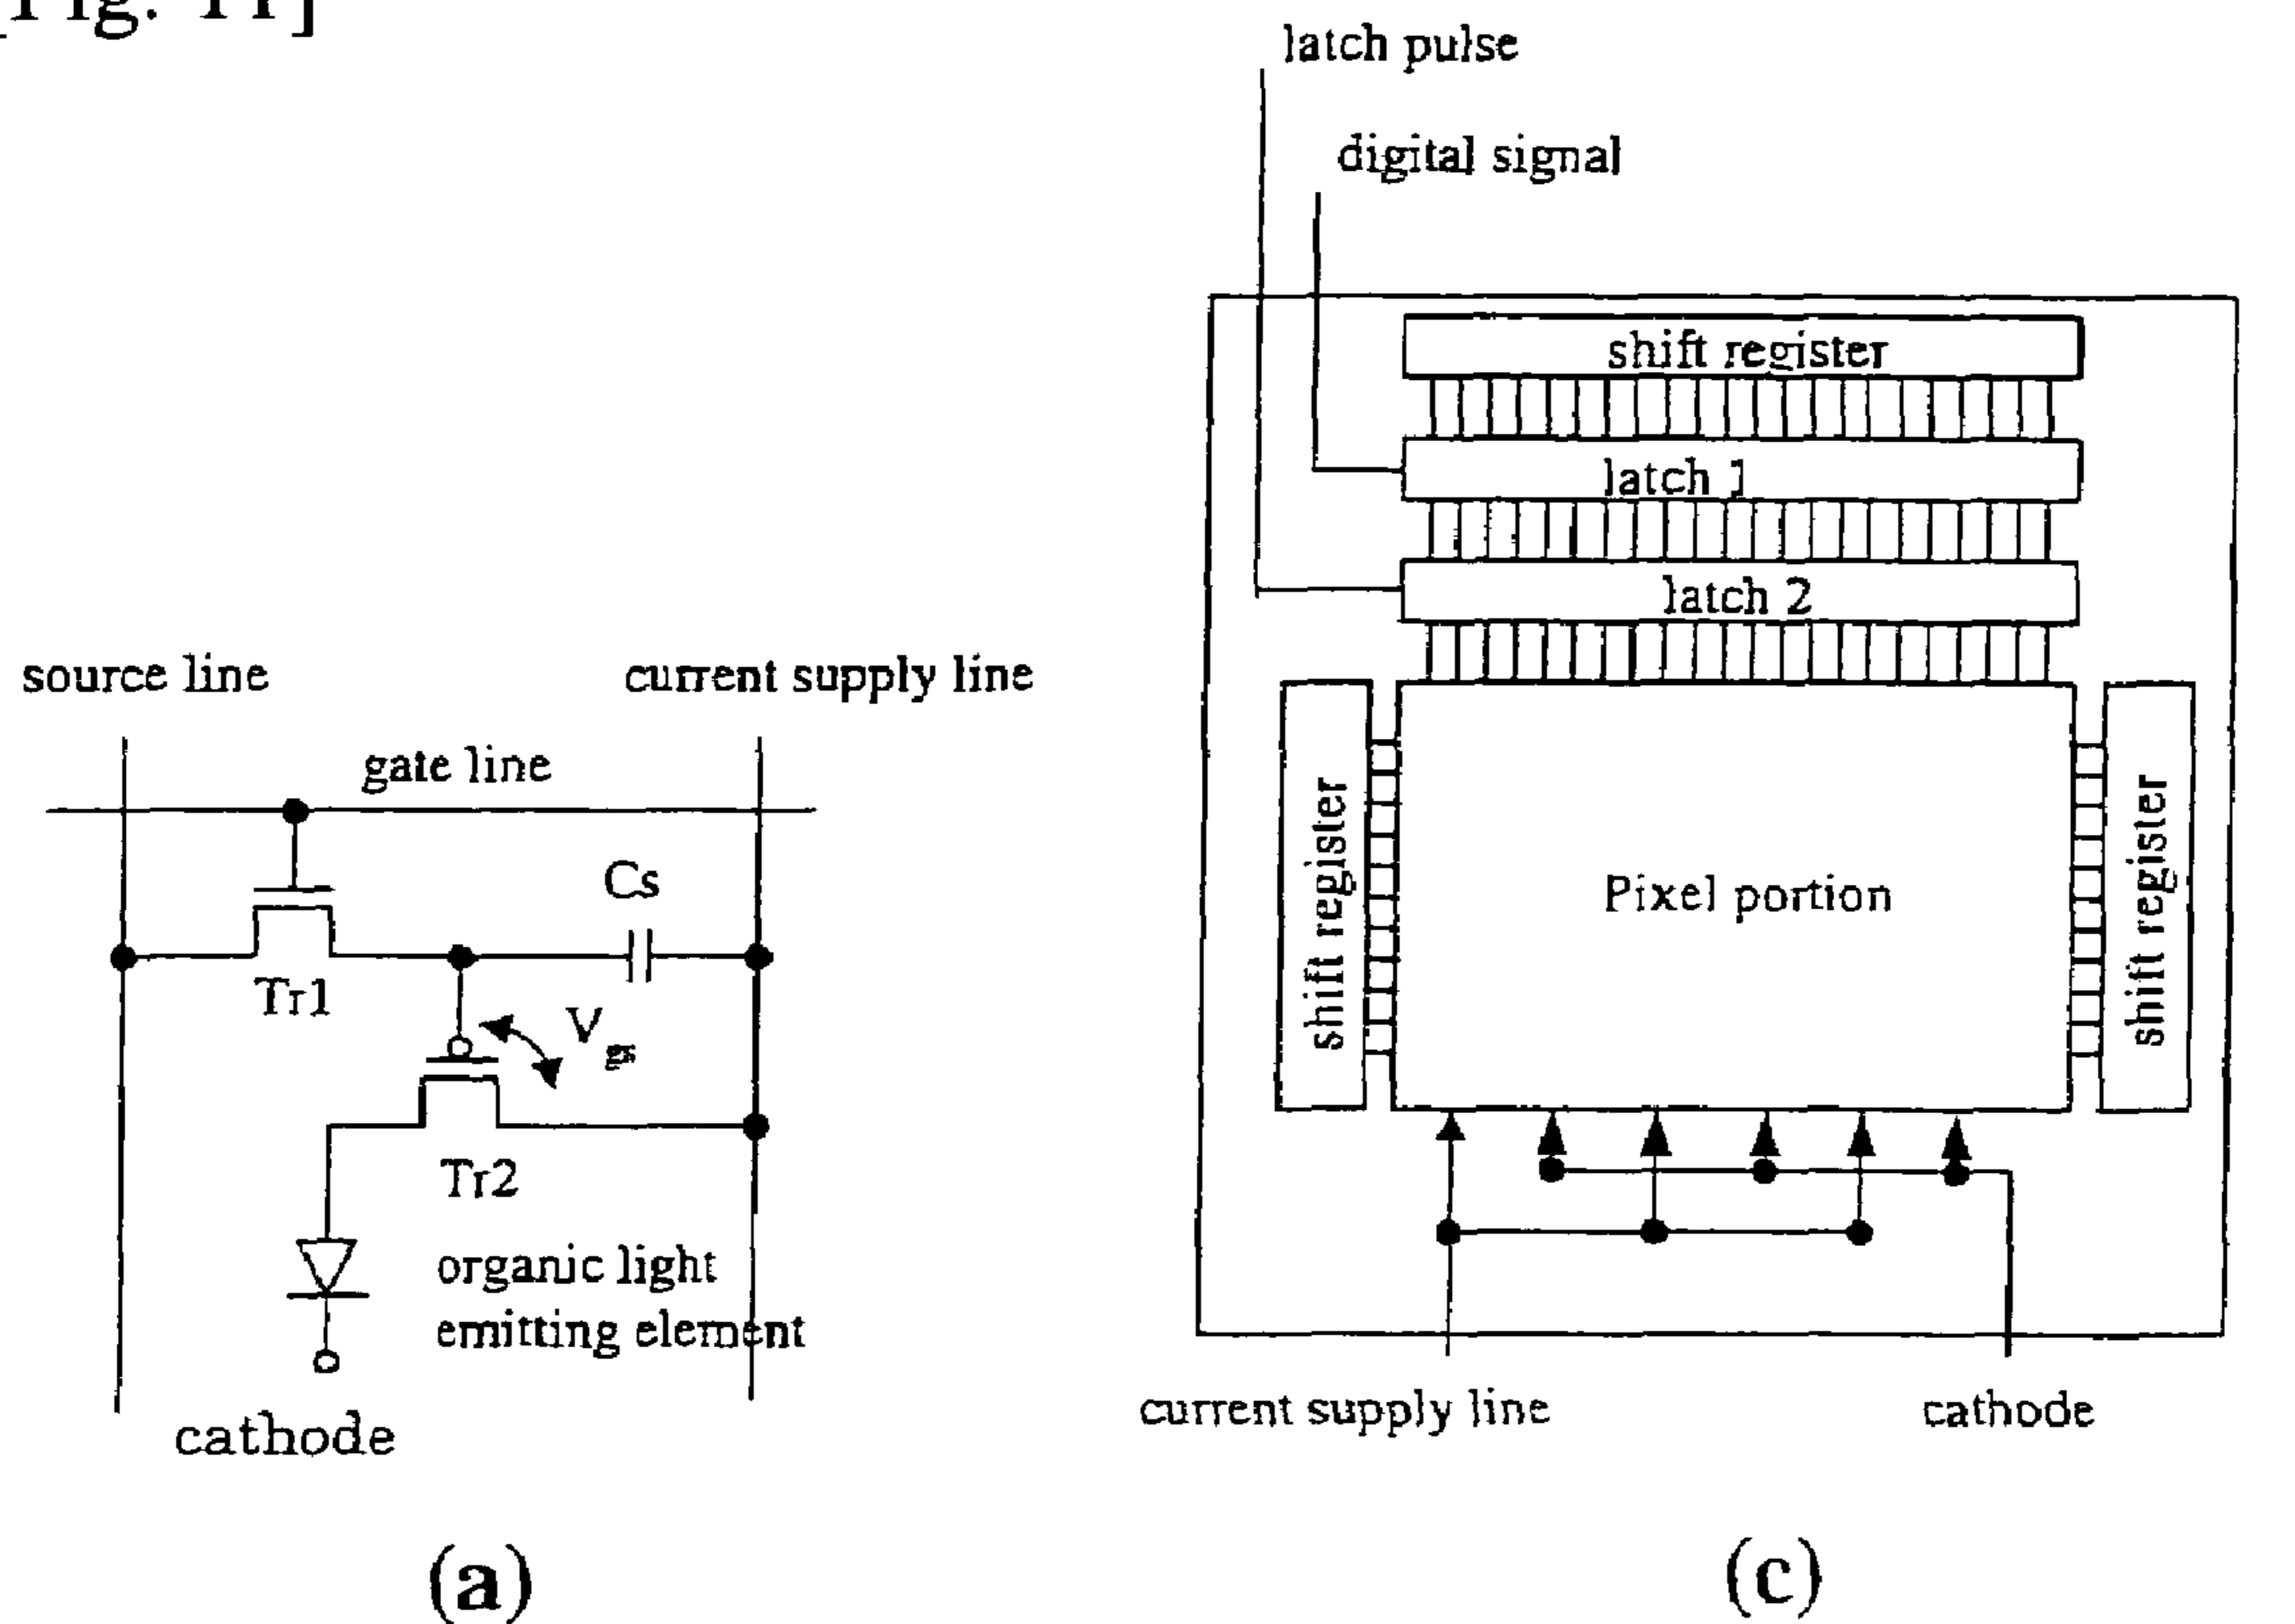 [Fig. 11]
latch pulse
digital signal
shift register
latch 1
latch 2
shift register
Pixel portion
shift register
current supply line
cathode
source line
current supply line
gate line
Cs
Tr1
Vgs
Tr2
organic light
emitting element
cathode
(a)
(c)